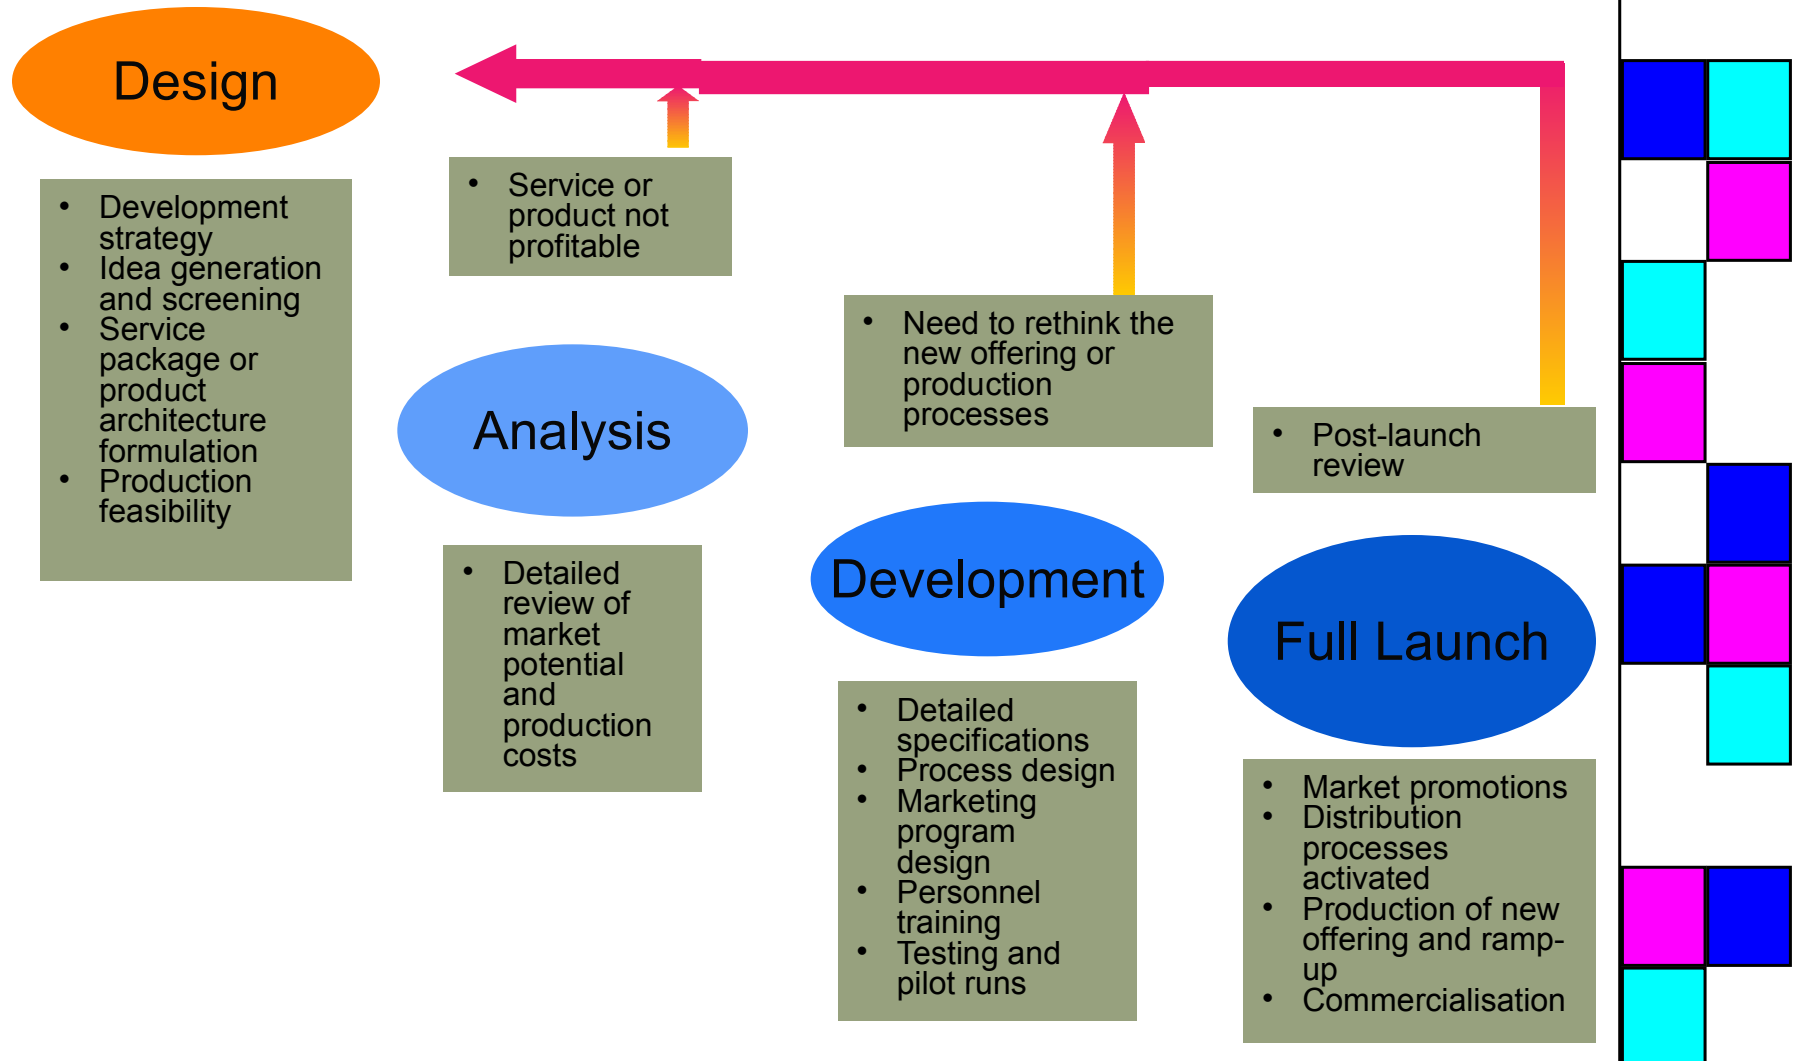 Design
• Development
strategy
• Idea generation
and screening
• Service
package or
product
architecture
formulation
• Production
feasibility
• Service or
product not
profitable
Analysis
• Detailed
review of
market
potential
and
production
costs
• Need to rethink the
new offering or
production
processes
Development
• Detailed
specifications
• Process design
• Marketing
program
design
• Personnel
training
• Testing and
pilot runs
• Post-launch
review
Full Launch
• Market promotions
• Distribution
processes
activated
• Production of new
offering and ramp-
up
• Commercialisation